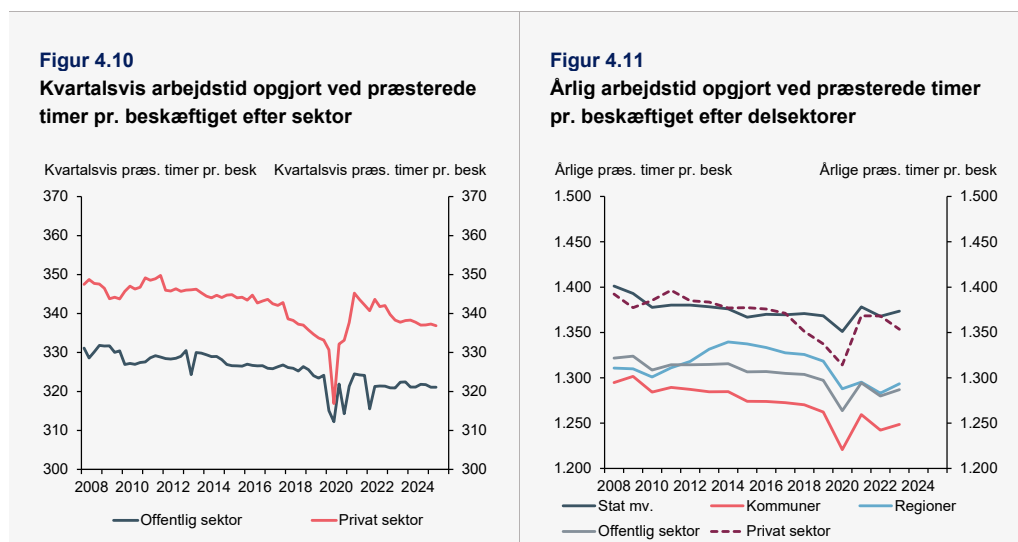 Figur 4.10
Kvartalsvis arbejdstid opgjort ved præsterede
timer pr. beskæftiget efter sektor
Kvartalsvis præs. timer pr. besk
Kvartalsvis præs. timer pr. besk
370
370
360
360
350
350
340
340
330
330
320
320
310
310
300
300
2008 2010 2012 2014 2016 2018 2020 2022 2024
Offentlig sektor
Privat sektor
Figur 4.11
Årlig arbejdstid opgjort ved præsterede timer
pr. beskæftiget efter delsektorer
Årlige præs. timer pr. besk
Årlige præs. timer pr. besk
1.500
1.500
1.450
1.450
1.400
1.400
1.350
1.350
1.300
1.300
1.250
1.250
1.200
1.200
2008 2010 2012 2014 2016 2018 2020 2022 2024
Stat mv.
Kommuner
Regioner
Offentlig sektor
Privat sektor